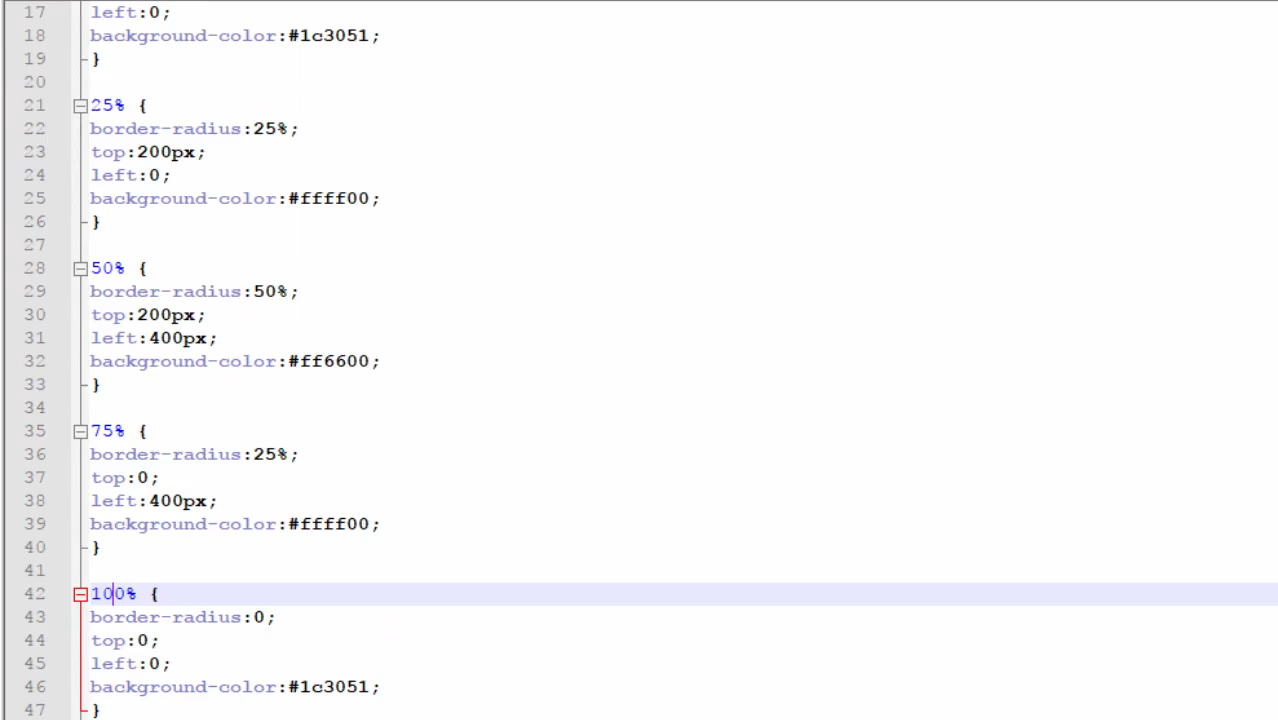 17 left:0;
18 background-color:#1c3051;
19 }
20
21 25% {
22 border-radius:25%;
23 top:200px;
24 left:0;
25 background-color:#ffff00;
26 }
27
28 50% {
29 border-radius:50%;
30 top:200px;
31 left:400px;
32 background-color:#ff6600;
33 }
34
35 75% {
36 border-radius:25%;
37 top:0;
38 left:400px;
39 background-color:#ffff00;
40 }
41
42 100% {
43 border-radius:0;
44 top:0;
45 left:0;
46 background-color:#1c3051;
47 }